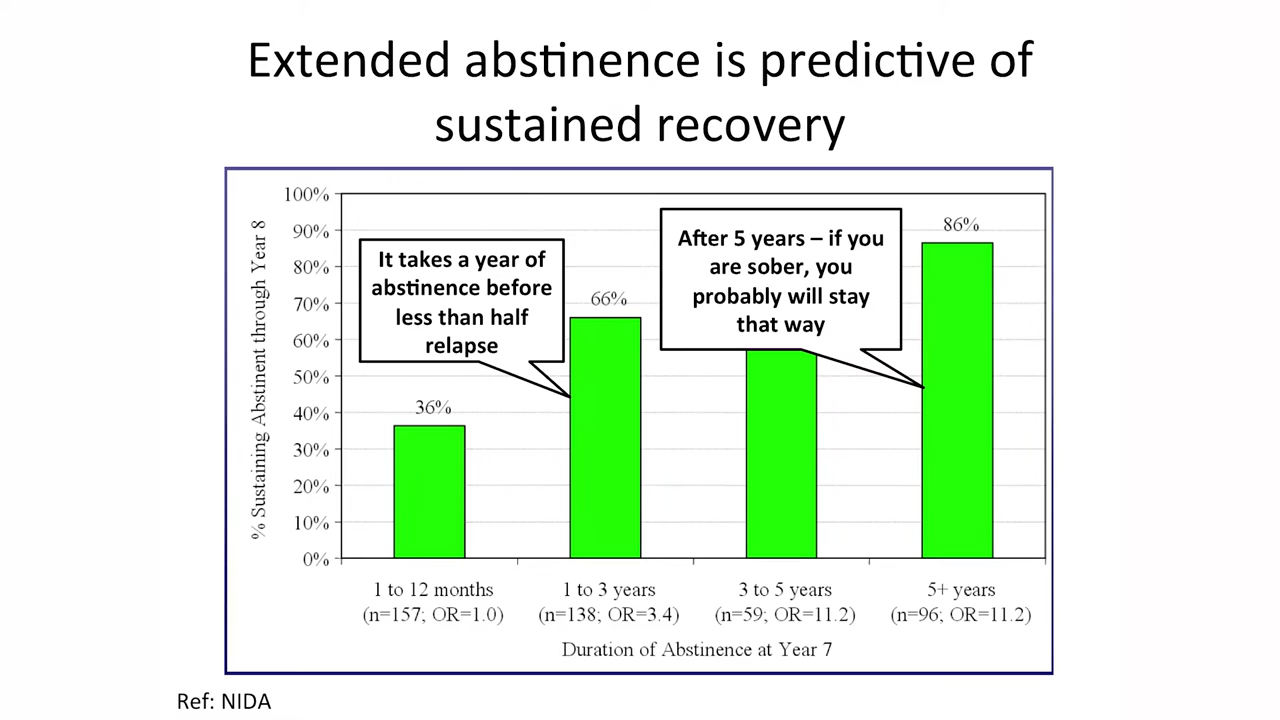 Extended abstinence is predictive of
sustained recovery
% Sustaining Abstinent through Year 8
100%
90%
80%
70%
60%
50%
40%
30%
20%
10%
0%
It takes a year of
abstinence before
less than half
relapse
After 5 years – if you
are sober, you
probably will stay
that way
36%
66%
86%
1 to 12 months
(n=157; OR=1.0)
1 to 3 years
(n=138; OR=3.4)
3 to 5 years
(n=59; OR=11.2)
5+ years
(n=96; OR=11.2)
Duration of Abstinence at Year 7
Ref: NIDA